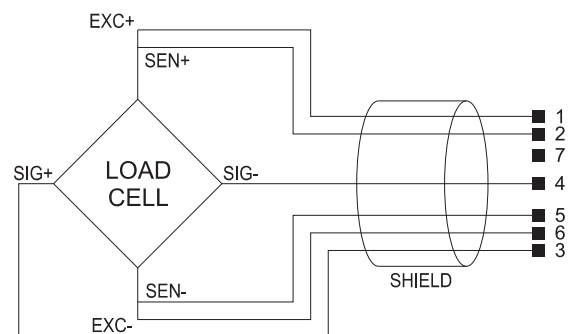 EXC+
SEN+
1
2
7
SIG+
LOAD
CELL
SIG-
4
5
6
3
SEN-
SHIELD
EXC-